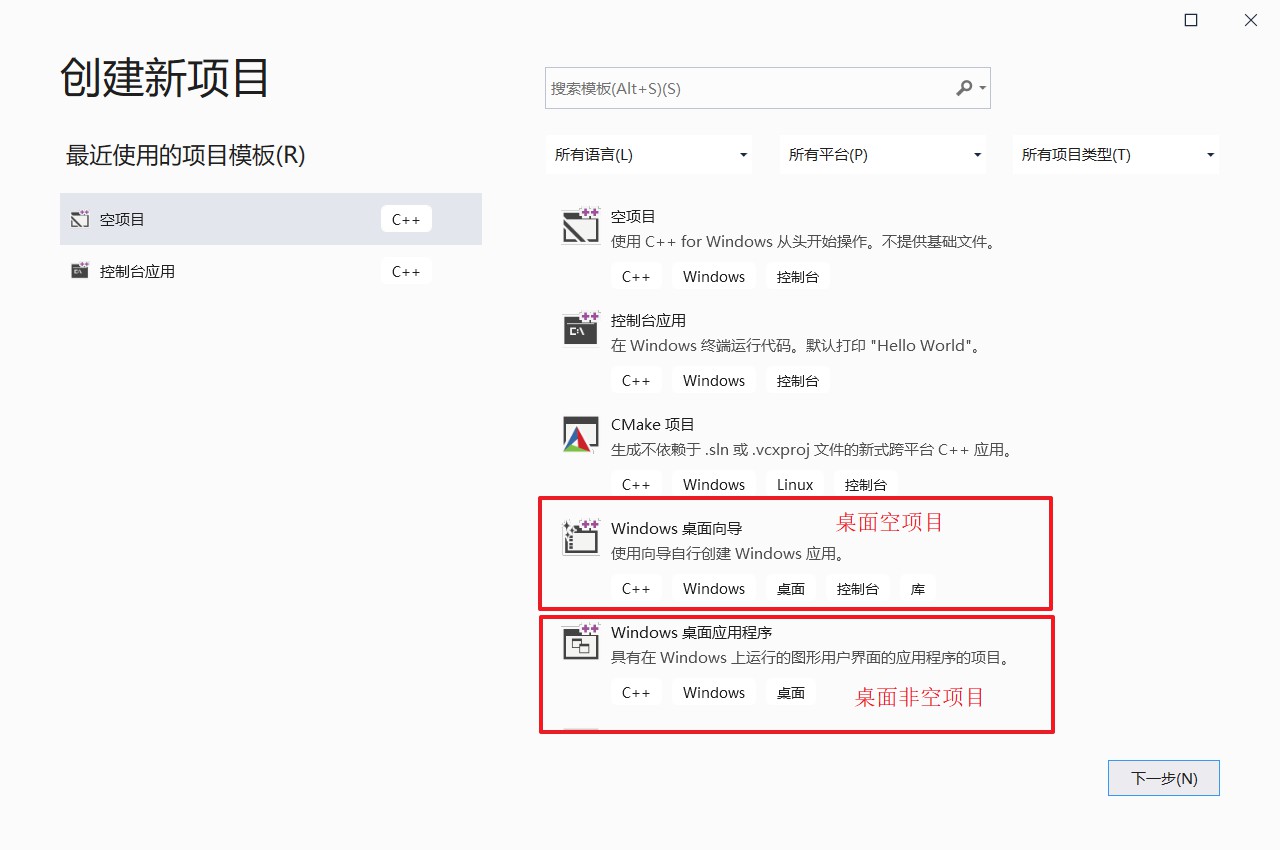 创建新项目
搜索模板(Alt+S)(S)
最近使用的项目模板(R)
所有语言(L)
所有平台(P)
所有项目类型(T)
空项目
C++
控制台应用
C++
空项目
使用 C++ for Windows 从头开始操作。不提供基础文件。
C++ Windows 控制台
控制台应用
在 Windows 终端运行代码。默认打印 "Hello World"。
C++ Windows 控制台
CMake 项目
生成不依赖于 .sln 或 .vcxproj 文件的新式跨平台 C++ 应用。
C++ Windows Linux 控制台
Windows 桌面向导
桌面空项目
使用向导自行创建 Windows 应用。
C++ Windows 桌面 控制台 库
Windows 桌面应用程序
具有在 Windows 上运行的图形用户界面的应用程序的项目。
C++ Windows 桌面
桌面非空项目
下一步(N)